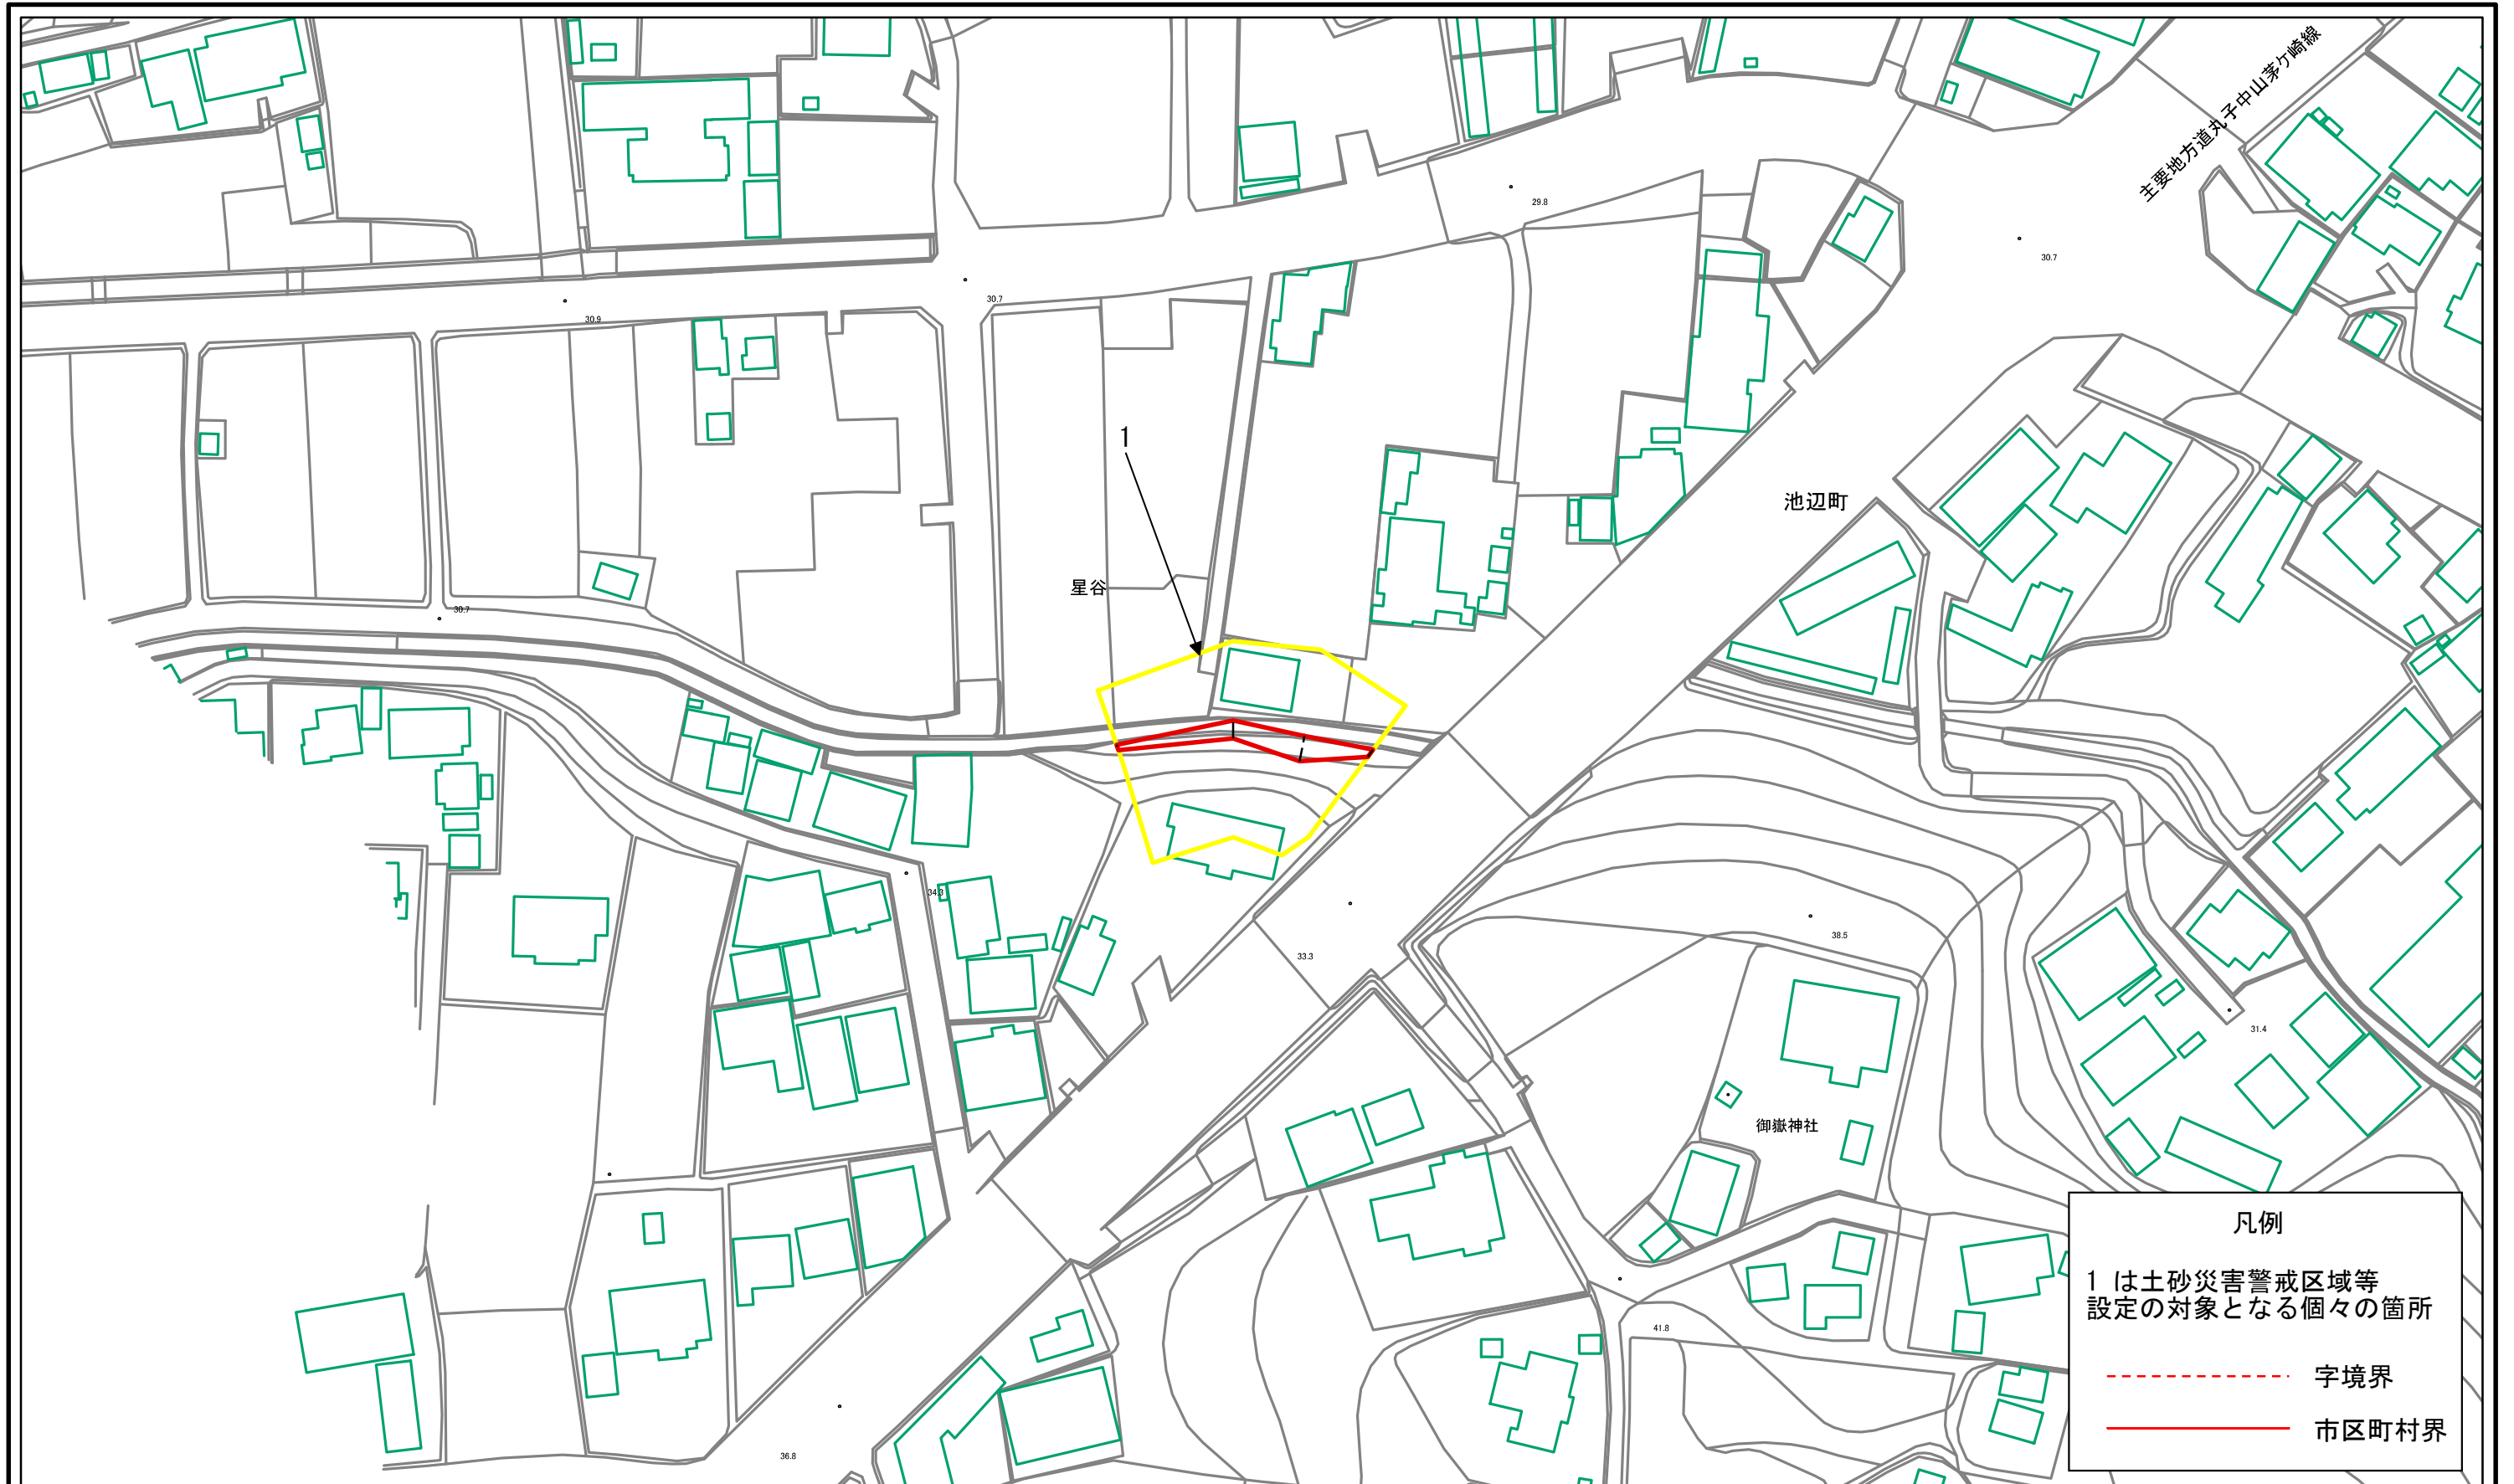 主要地方道丸子中山茅ケ崎線
29.8
30.7
30.7
30.9
1
池辺町
星谷
30.7
34.3
33.3
38.5
31.4
御嶽神社
41.8
36.8
凡例
1 は土砂災害警戒区域等
設定の対象となる個々の箇所
字境界
市区町村界